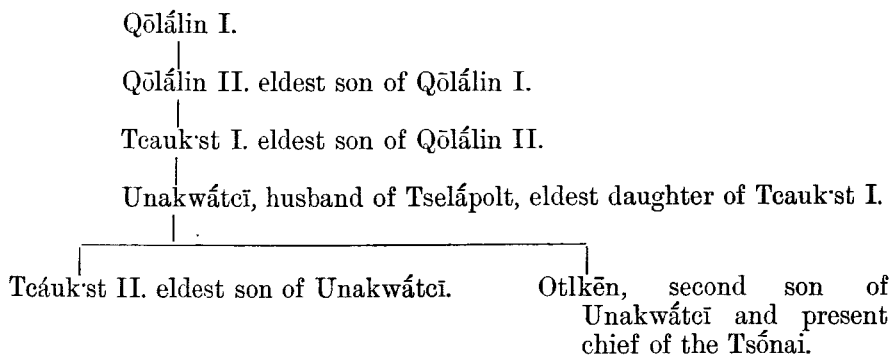 Qōlā́lin I.
Qōlā́lin II. eldest son of Qōlā́lin I.
Tcauk·st I. eldest son of Qōlā́lin II.
Unakwā́tcī, husband of Tselā́polt, eldest daughter of Tcauk·st I.
Tcáuk·st II. eldest son of Unakwā́tcī.
Otlkēn, second son of
Unakwā́tcī and present
chief of the Tsṓnai.